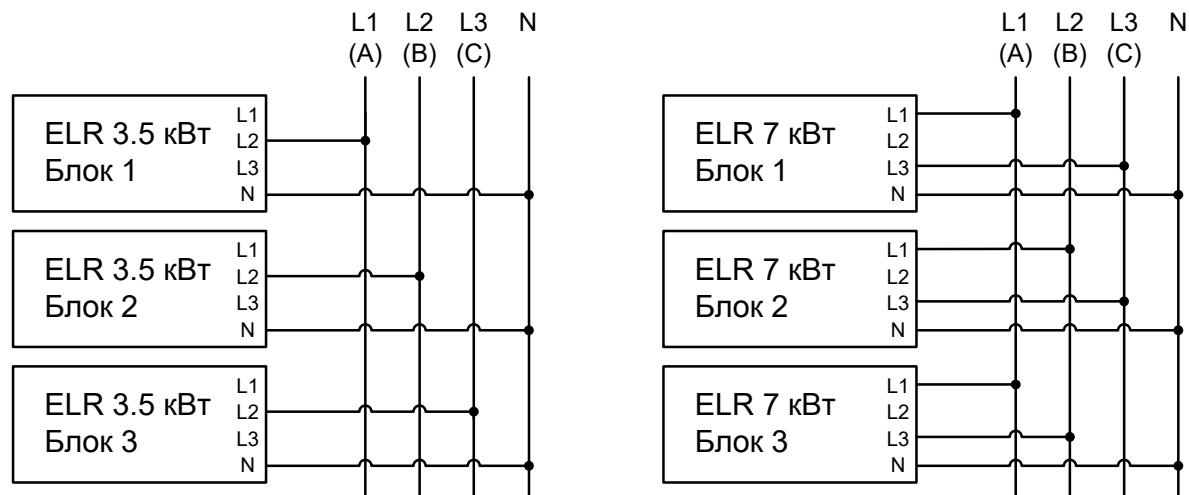 L1 L2 L3 N
(A) (B) (C)
ELR 3.5 кВт
Блок 1
L1
L2
L3
N
ELR 3.5 кВт
Блок 2
L1
L2
L3
N
ELR 3.5 кВт
Блок 3
L1
L2
L3
N
L1 L2 L3 N
(A) (B) (C)
ELR 7 кВт
Блок 1
L1
L2
L3
N
ELR 7 кВт
Блок 2
L1
L2
L3
N
ELR 7 кВт
Блок 3
L1
L2
L3
N